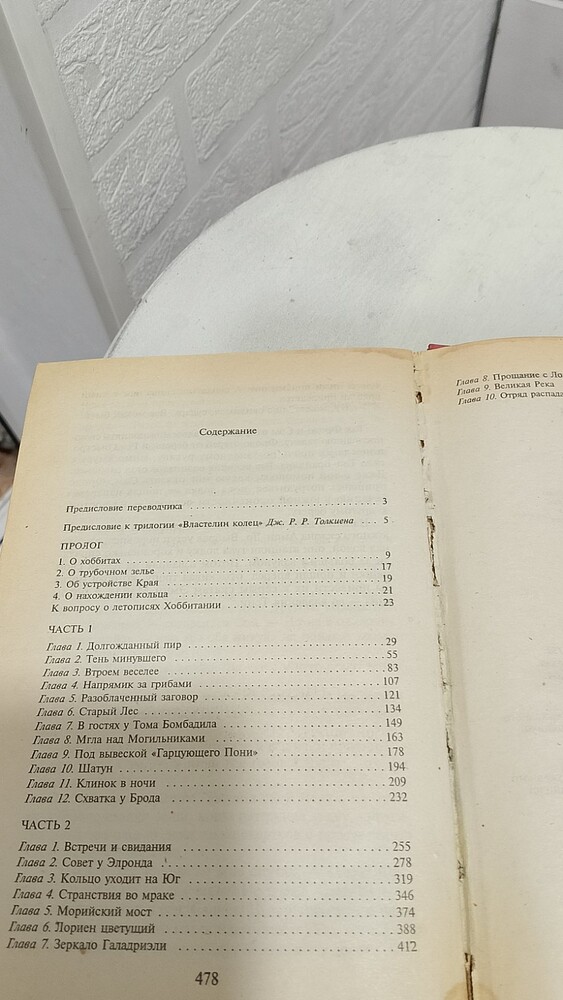 Содержание
Предисловие переводчика . . . . . . . . . . . . . . . . . . . . . . . . . . . . . 3
Предисловие к трилогии «Властелин колец» Дж. Р. Р. Толкиена . . . 5
ПРОЛОГ
1. О хоббитах . . . . . . . . . . . . . . . . . . . . . . . . . . . . . . . . . . . . 9
2. О трубочном зелье . . . . . . . . . . . . . . . . . . . . . . . . . . . . . . 17
3. Об устройстве Края . . . . . . . . . . . . . . . . . . . . . . . . . . . . . 19
4. О нахождении кольца . . . . . . . . . . . . . . . . . . . . . . . . . . . . 21
К вопросу о летописях Хоббитании . . . . . . . . . . . . . . . . . . . . 23
ЧАСТЬ 1
Глава 1. Долгожданный пир . . . . . . . . . . . . . . . . . . . . . . . . . 29
Глава 2. Тень минувшего . . . . . . . . . . . . . . . . . . . . . . . . . . . 55
Глава 3. Втроем веселее . . . . . . . . . . . . . . . . . . . . . . . . . . . . 83
Глава 4. Напрямик за грибами . . . . . . . . . . . . . . . . . . . . . . . 107
Глава 5. Разоблаченный заговор . . . . . . . . . . . . . . . . . . . . . . 121
Глава 6. Старый Лес . . . . . . . . . . . . . . . . . . . . . . . . . . . . . . 134
Глава 7. В гостях у Тома Бомбадила . . . . . . . . . . . . . . . . . . . 149
Глава 8. Мгла над Могильниками . . . . . . . . . . . . . . . . . . . . . 163
Глава 9. Под вывеской «Гарцующего Пони» . . . . . . . . . . . . . . 178
Глава 10. Шатун . . . . . . . . . . . . . . . . . . . . . . . . . . . . . . . . . 194
Глава 11. Клинок в ночи . . . . . . . . . . . . . . . . . . . . . . . . . . . 209
Глава 12. Схватка у Брода . . . . . . . . . . . . . . . . . . . . . . . . . . 232
ЧАСТЬ 2
Глава 1. Встречи и свидания . . . . . . . . . . . . . . . . . . . . . . . . 255
Глава 2. Совет у Элронда . . . . . . . . . . . . . . . . . . . . . . . . . . 278
Глава 3. Кольцо уходит на Юг . . . . . . . . . . . . . . . . . . . . . . . 319
Глава 4. Странствия во мраке . . . . . . . . . . . . . . . . . . . . . . . 346
Глава 5. Морийский мост . . . . . . . . . . . . . . . . . . . . . . . . . . 374
Глава 6. Лориен цветущий . . . . . . . . . . . . . . . . . . . . . . . . . 388
Глава 7. Зеркало Галадриэли . . . . . . . . . . . . . . . . . . . . . . . . 412
478
Глава 8. Прощание с Ло
Глава 9. Великая Река
Глава 10. Отряд распада